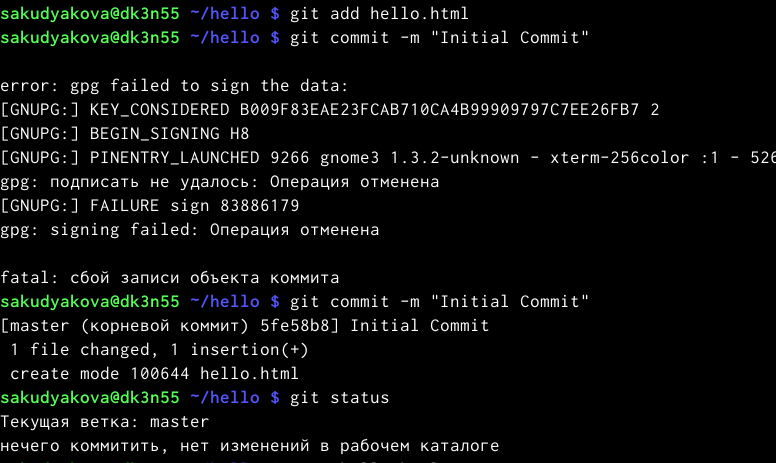 sakudyakova@dk3n55 ~/hello $ git add hello.html
sakudyakova@dk3n55 ~/hello $ git commit -m "Initial Commit"
error: gpg failed to sign the data:
[GNUPG:] KEY_CONSIDERED B009F83EAE23FCAB710CA4B99909797C7EE26FB7 2
[GNUPG:] BEGIN_SIGNING H8
[GNUPG:] PINENTRY_LAUNCHED 9266 gnome3 1.3.2-unknown - xterm-256color :1 - 526
gpg: подписать не удалось: Операция отменена
[GNUPG:] FAILURE sign 83886179
gpg: signing failed: Операция отменена
fatal: сбой записи объекта коммита
sakudyakova@dk3n55 ~/hello $ git commit -m "Initial Commit"
[master (корневой коммит) 5fe58b8] Initial Commit
1 file changed, 1 insertion(+)
create mode 100644 hello.html
sakudyakova@dk3n55 ~/hello $ git status
Текущая ветка: master
нечего коммитить, нет изменений в рабочем каталоге